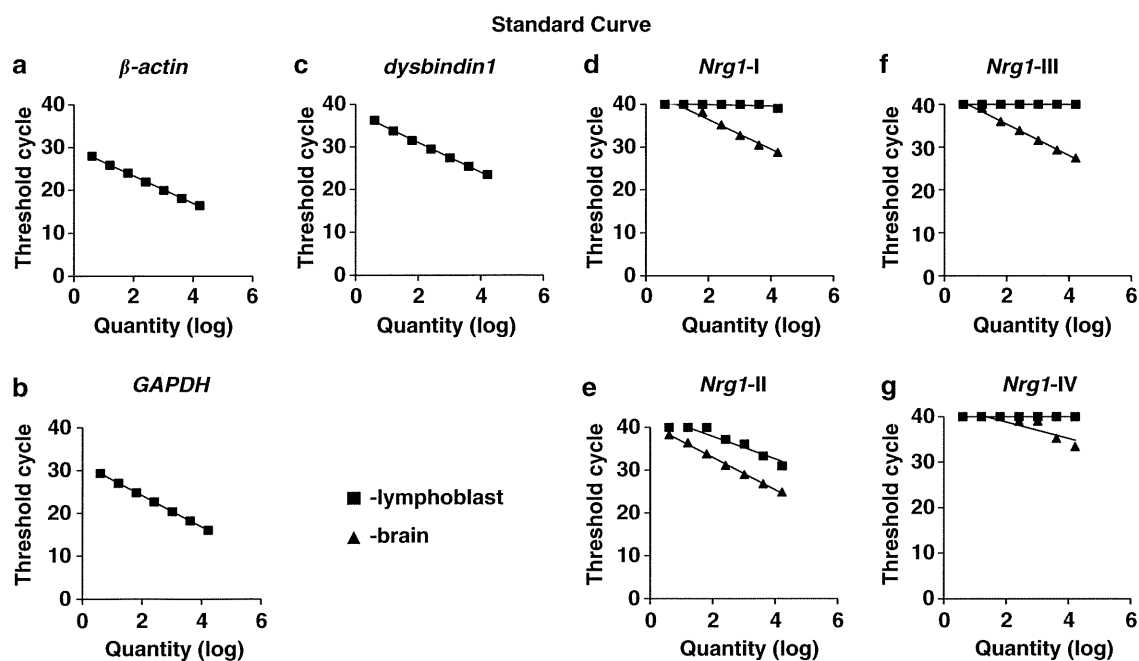 Standard Curve
a
β-actin
Threshold cycle
40
30
20
10
0
0 2 4 6
Quantity (log)
c
dysbindin1
Threshold cycle
40
30
20
10
0
0 2 4 6
Quantity (log)
d
Nrg1-I
Threshold cycle
40
30
20
10
0
0 2 4 6
Quantity (log)
f
Nrg1-III
Threshold cycle
40
30
20
10
0
0 2 4 6
Quantity (log)
b
GAPDH
Threshold cycle
40
30
20
10
0
0 2 4 6
Quantity (log)
-lymphoblast
-brain
e
Nrg1-II
Threshold cycle
40
30
20
10
0
0 2 4 6
Quantity (log)
g
Nrg1-IV
Threshold cycle
40
30
20
10
0
0 2 4 6
Quantity (log)